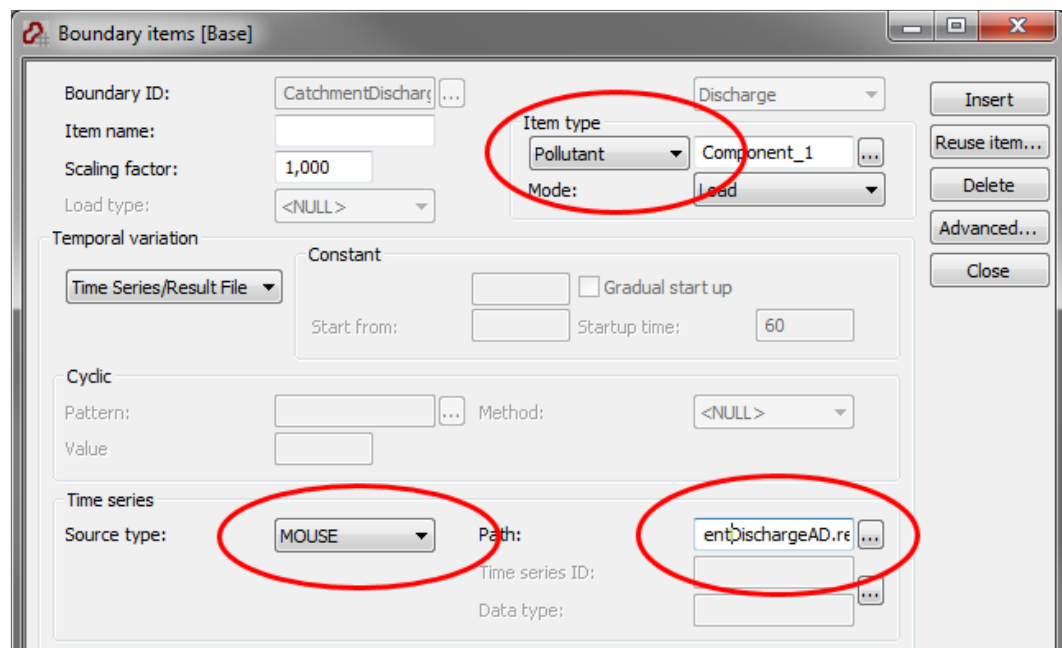 Boundary items [Base]
Boundary ID: CatchmentDischarg ... Discharge
Insert
Item name:
Item type
Reuse item...
Scaling factor: 1,000
Pollutant Component_1 ...
Delete
Load type: <NULL>
Mode: Load
Advanced...
Close
Temporal variation
Time Series/Result File
Constant
Gradual start up
Start from:
Startup time: 60
Cyclic
Pattern: ... Method: <NULL>
Value
Time series
Source type: MOUSE Path: entDischargeAD.re ...
Time series ID:
...
Data type: